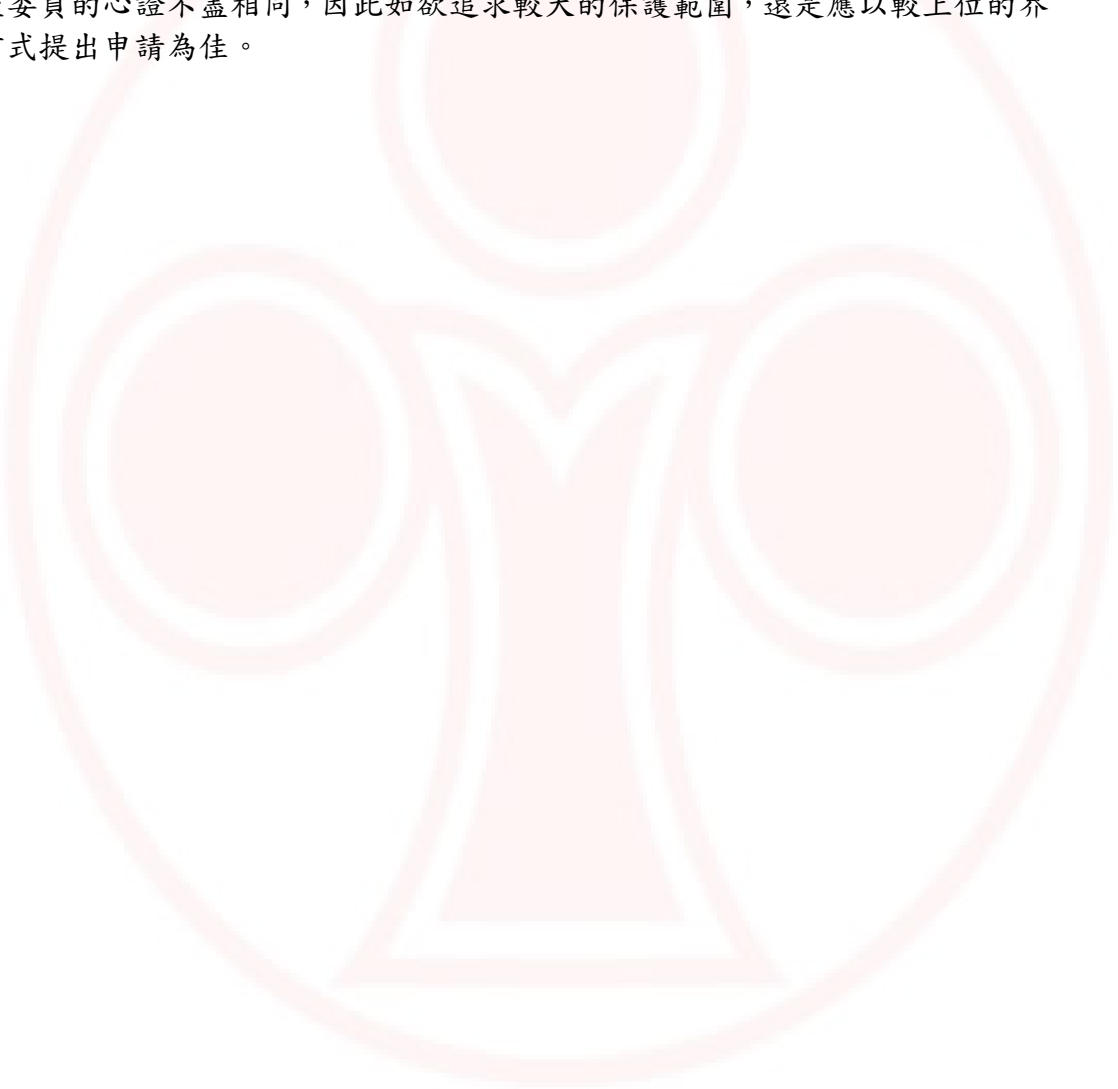 委員的心證不盡相同,因此如欲追求較大的保護範圍,還是應以較上位的界
式提出申請為佳。